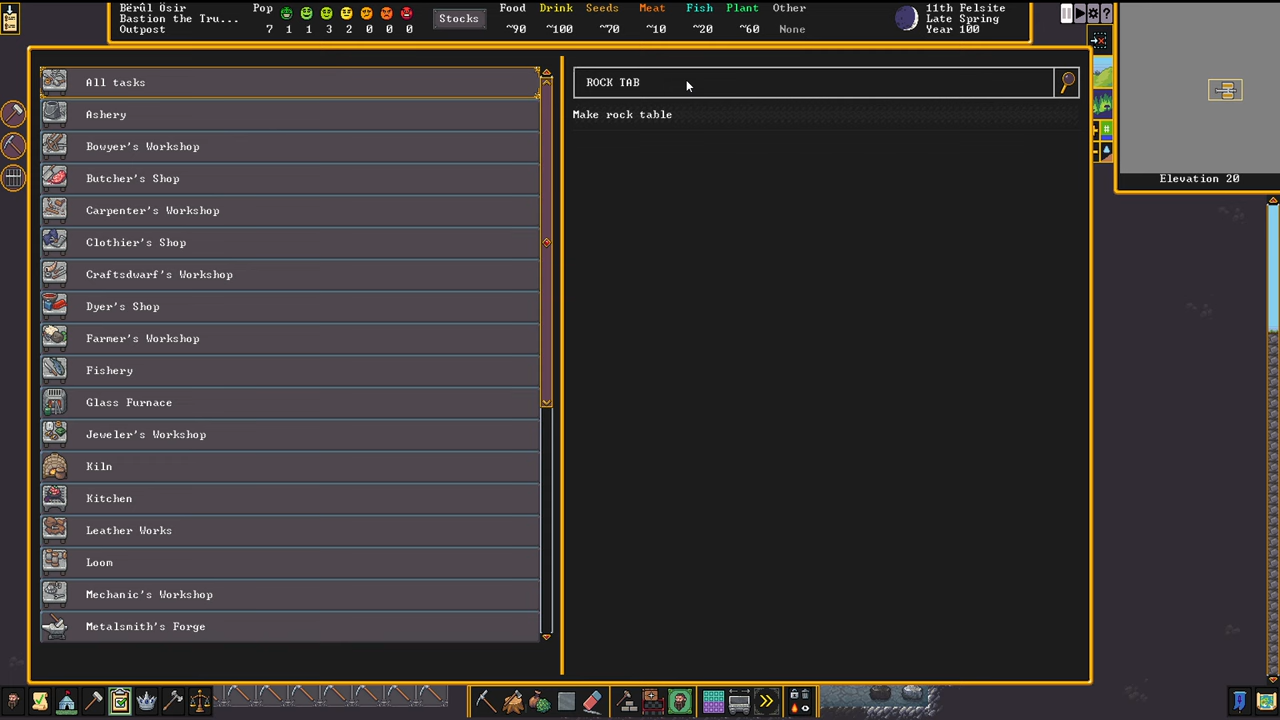 Bërûl Ùsir
Bastion the Tru...
Outpost
Pop
7 1 1 3 2 0 0 0
Stocks
Food Drink Seeds Meat Fish Plant Other
~90 ~100 ~70 ~10 ~20 ~60 None
11th Felsite
Late Spring
Year 100
All tasks
Ashery
Bowyer's Workshop
Butcher's Shop
Carpenter's Workshop
Clothier's Shop
Craftsdwarf's Workshop
Dyer's Shop
Farmer's Workshop
Fishery
Glass Furnace
Jeweler's Workshop
Kiln
Kitchen
Leather Works
Loom
Mechanic's Workshop
Metalsmith's Forge
ROCK TAB
Make rock table
Elevation 20